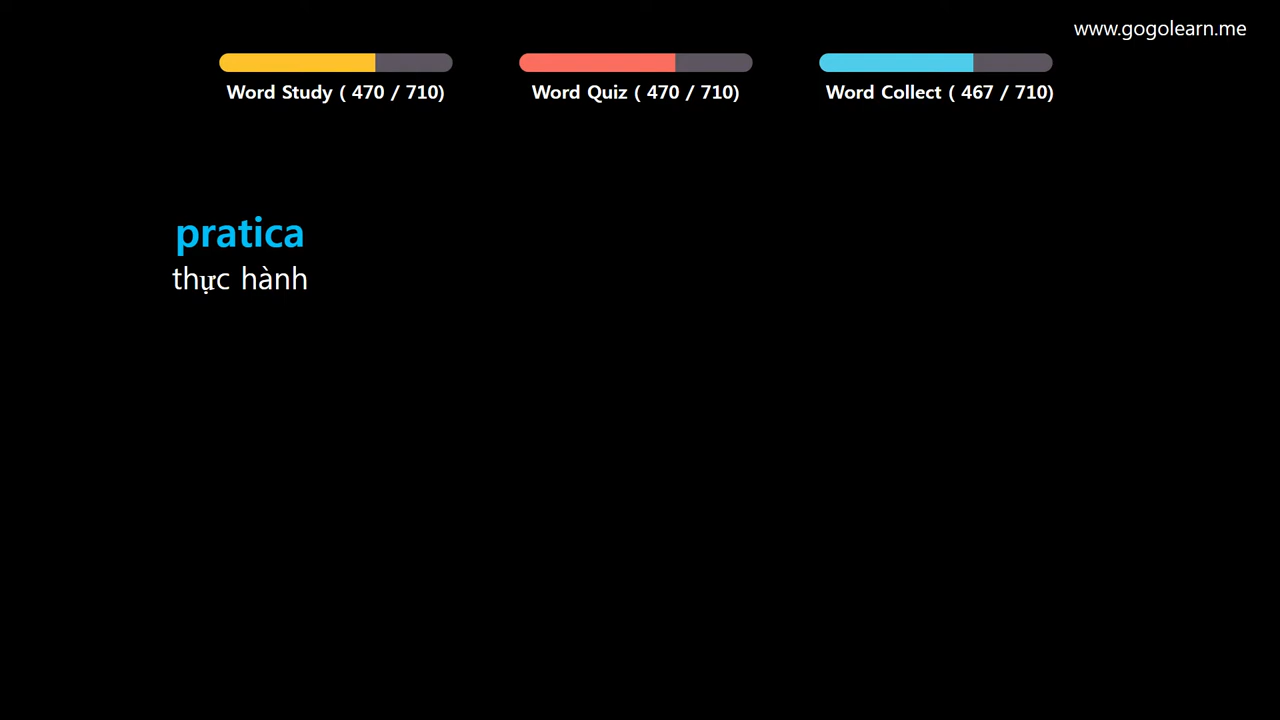 www.gogolearn.me
Word Study ( 470 / 710)
Word Quiz ( 470 / 710)
Word Collect ( 467 / 710)
pratica
thực hành